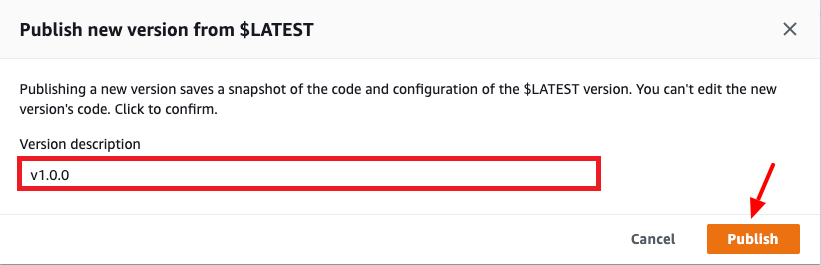 Publish new version from $LATEST
Publishing a new version saves a snapshot of the code and configuration of the $LATEST version. You can't edit the new
version's code. Click to confirm.
Version description
v1.0.0
Cancel
Publish